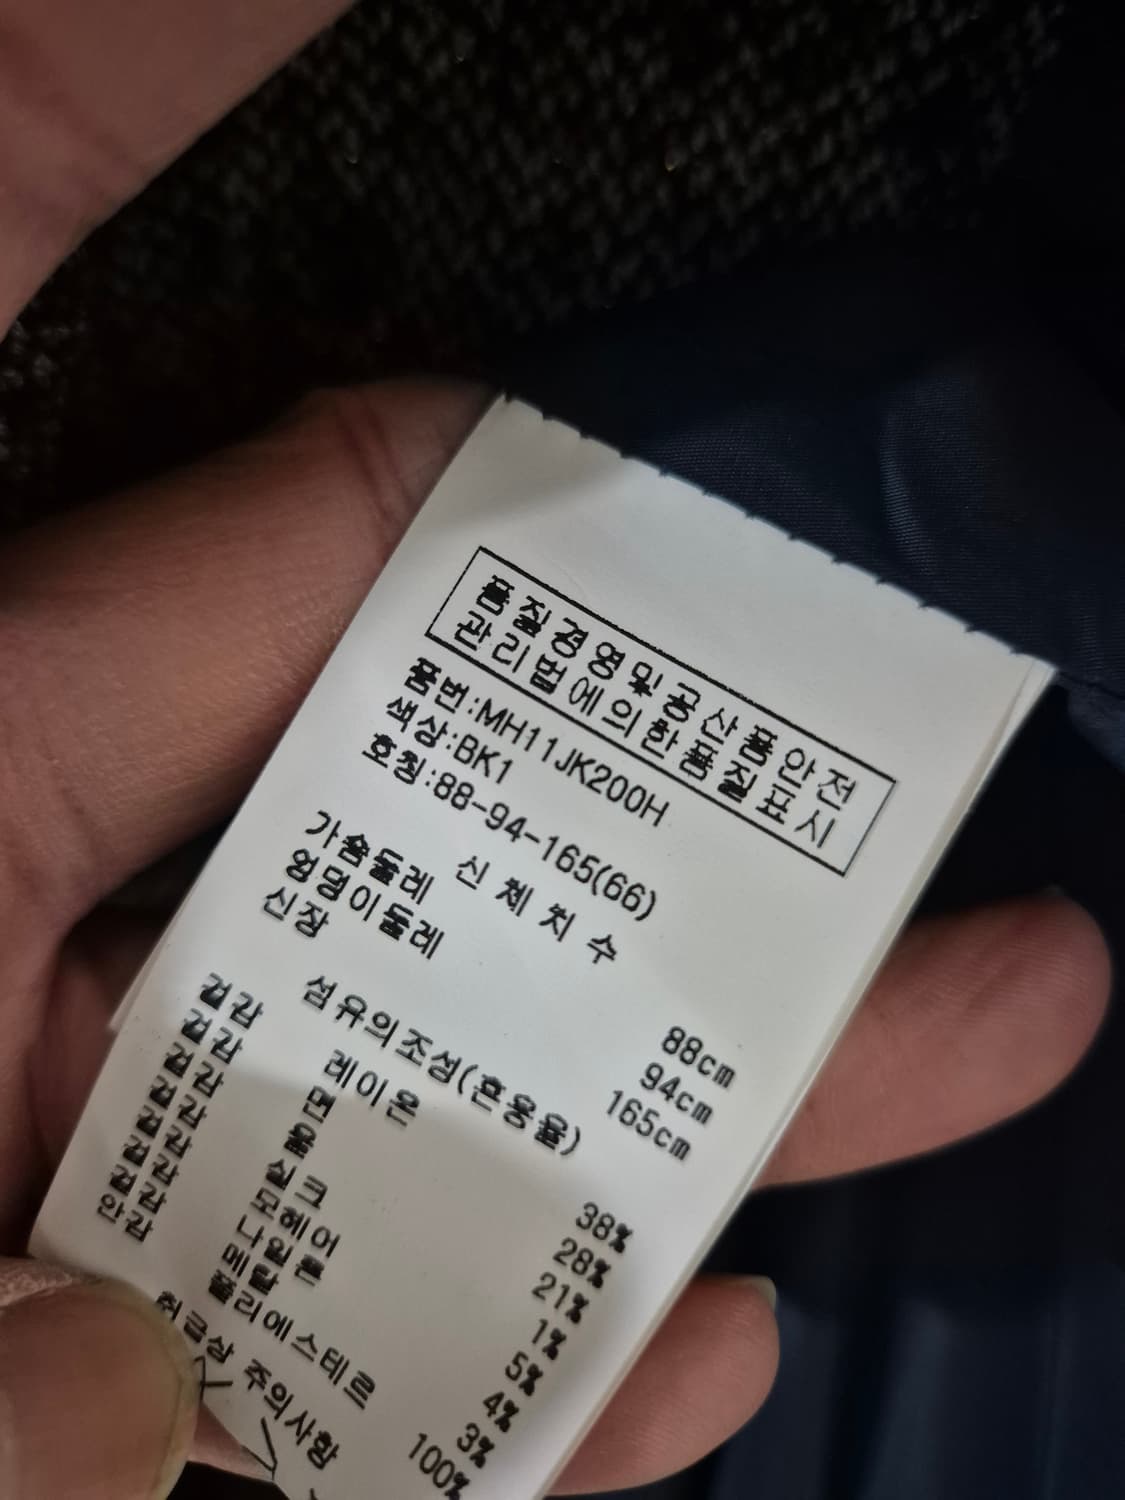 품질경영및공산품안전
관리법에의한품질표시
품번:MH11JK200H
색상:BK1
호칭:88-94-165(66)
신 체 치 수
가슴둘레 88cm
엉덩이둘레 94cm
신장 165cm
섬유의조성(혼용율)
겉감 레이온 38%
겉감 면 28%
겉감 울 21%
겉감 실크 1%
겉감 모헤어 5%
겉감 나일론 4%
겉감 메탈 3%
안감 폴리에스테르 100%
취급상 주의사항